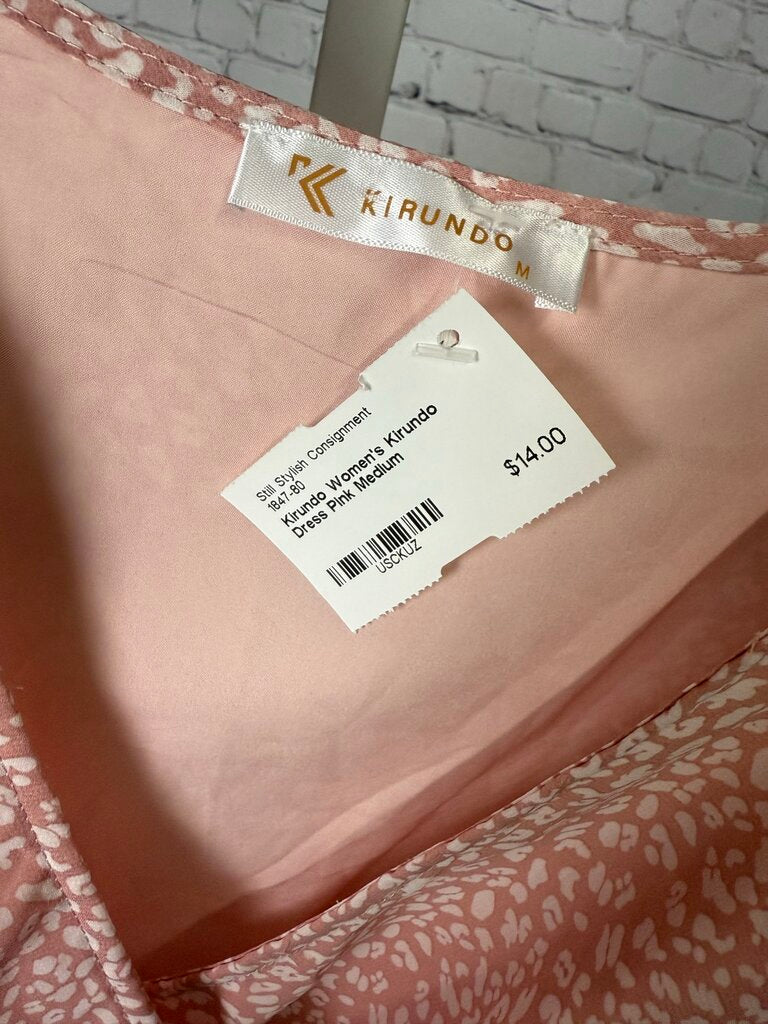 KIRUNDO
M
Still Stylish Consignment
1847-80
Kirundo Women's Kirundo
Dress Pink Medium
$14.00
USCKUZ